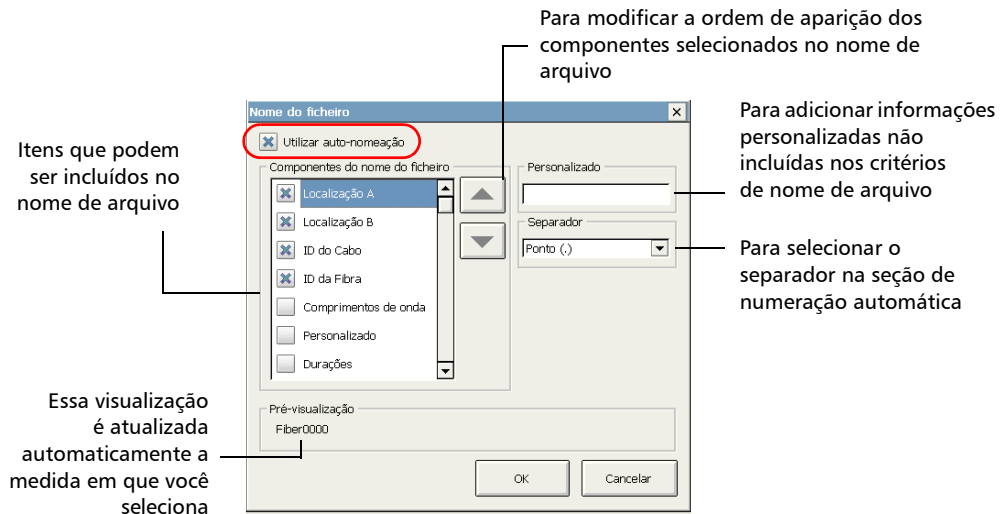 Para modificar a ordem de aparição dos
componentes selecionados no nome de
arquivo
Itens que podem
ser incluídos no
nome de arquivo
Nome do ficheiro
Utilizar auto-nomeação
Componentes do nome do ficheiro
Localização A
Localização B
ID do Cabo
ID da Fibra
Comprimentos de onda
Personalizado
Durações
Personalizado
Separador
Ponto (.)
Para adicionar informações
personalizadas não
incluídas nos critérios
de nome de arquivo
Para selecionar o
separador na seção de
numeração automática
Essa visualização
é atualizada
automaticamente a
medida em que você
seleciona
Pré-visualização
Fiber0000
OK
Cancelar